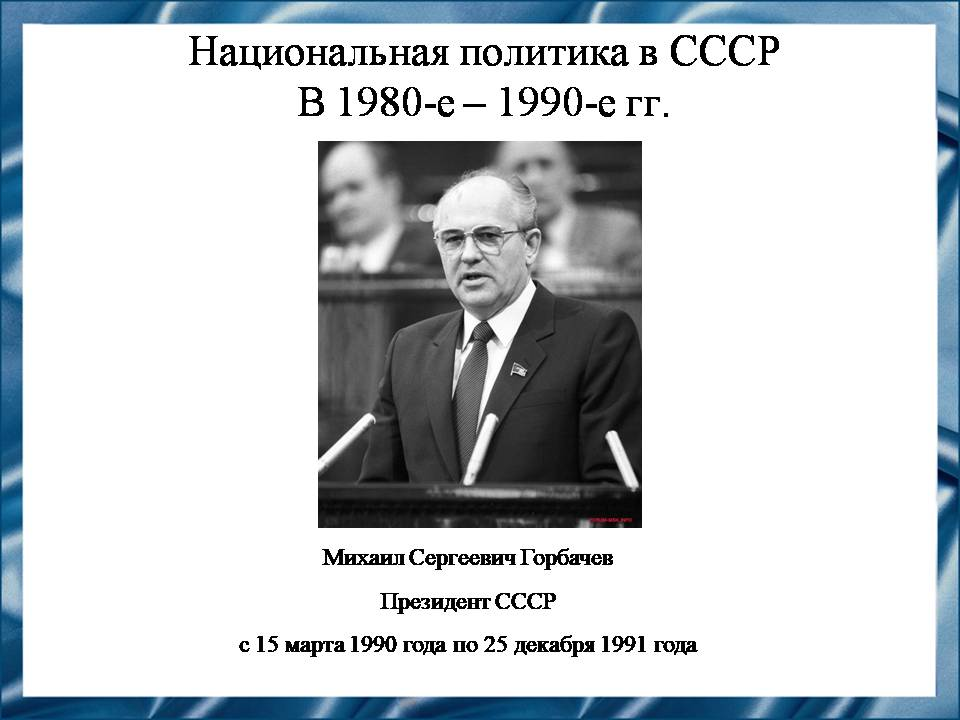 Национальная политика в СССР
В 1980-е – 1990-е гг.
Михаил Сергеевич Горбачев
Президент СССР
с 15 марта 1990 года по 25 декабря 1991 года